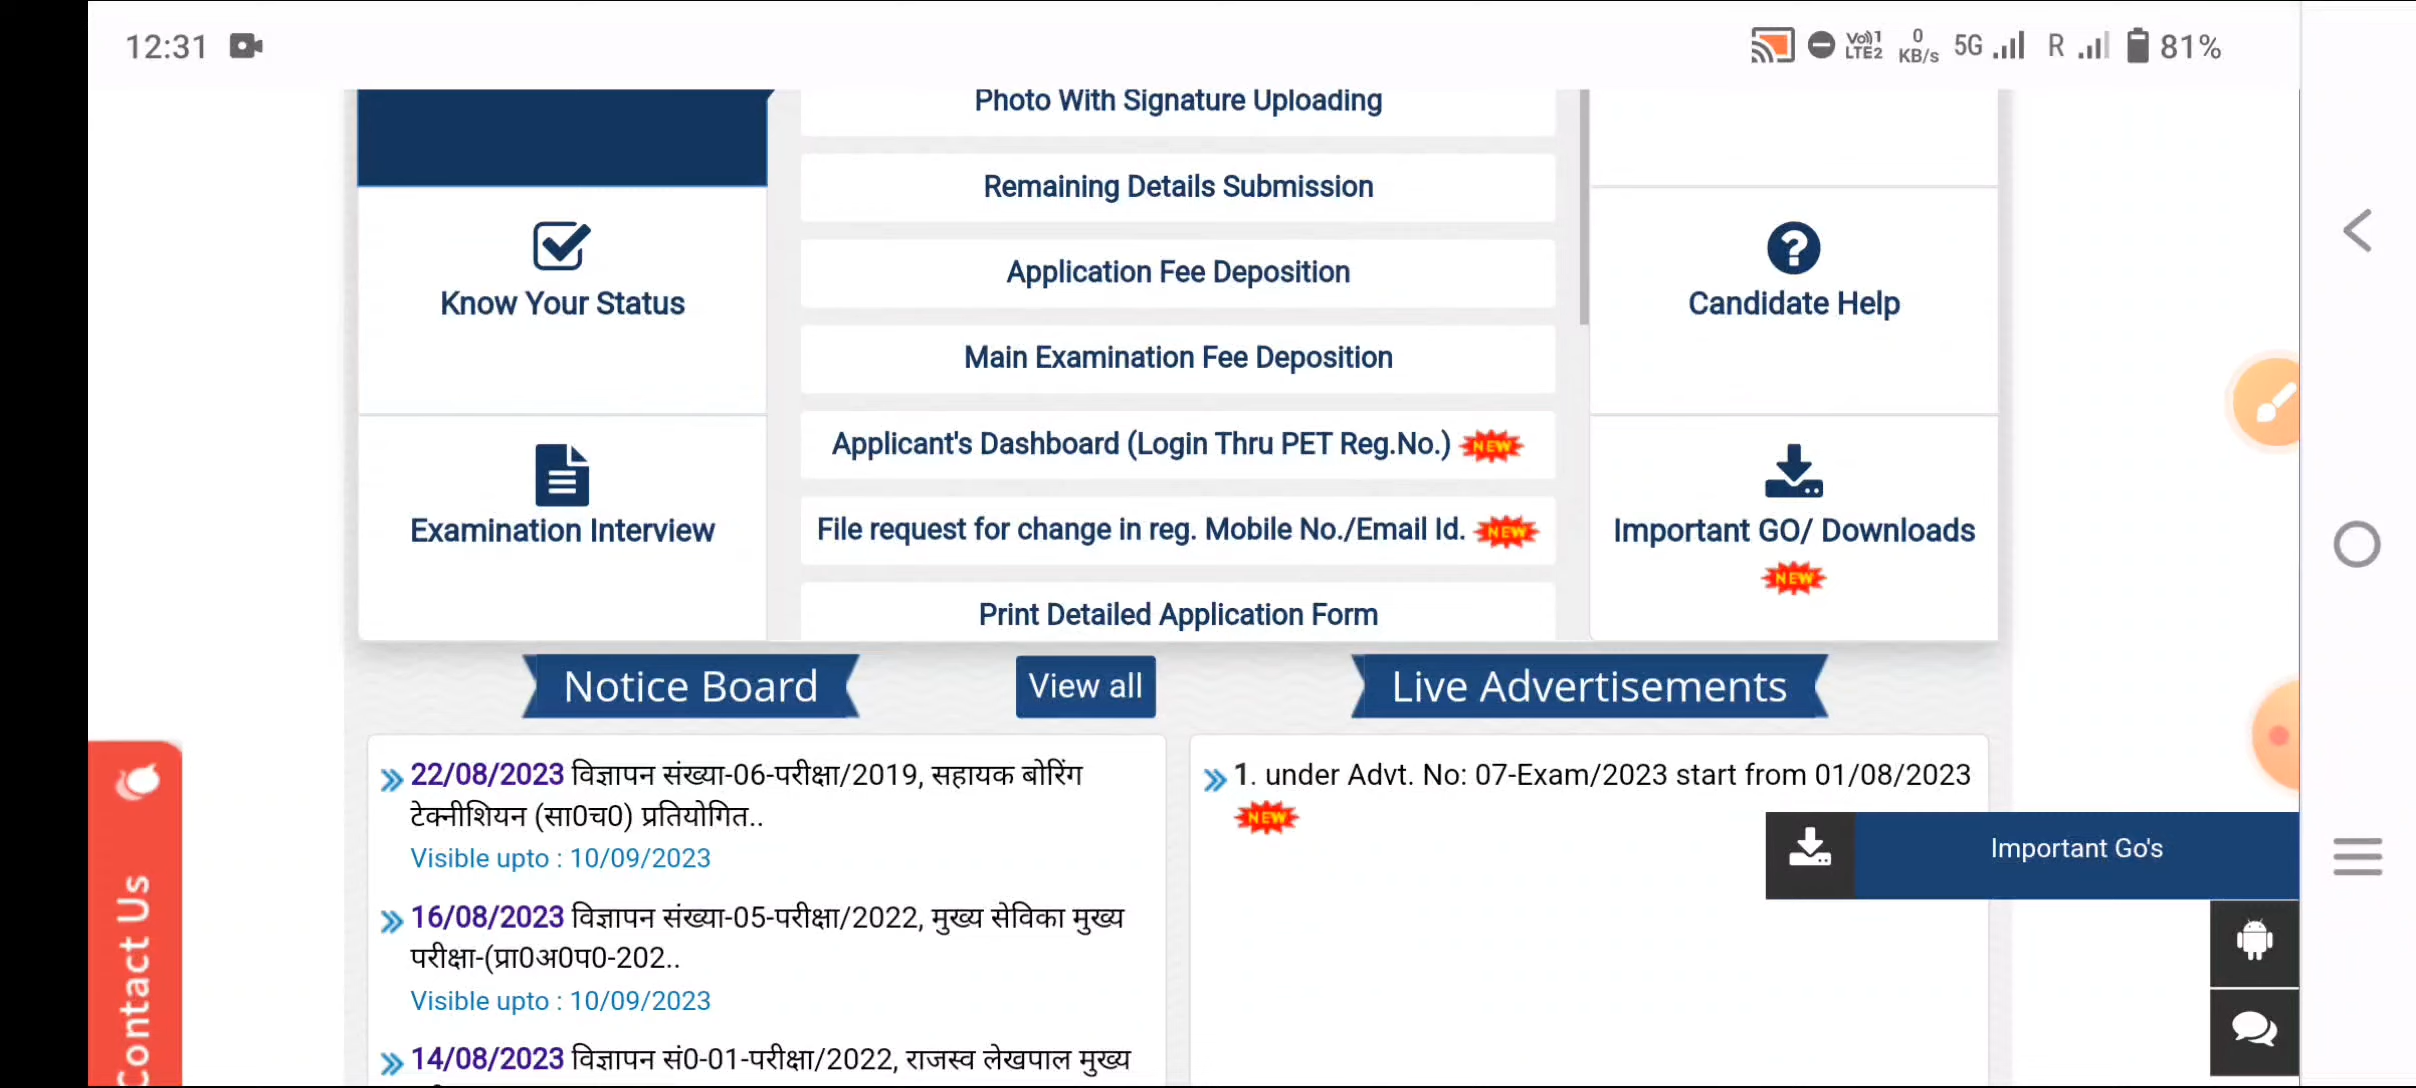 12:31
Vo)) 1
LTE2
0
KB/s
5G
R
81%
Photo With Signature Uploading
Remaining Details Submission
Application Fee Deposition
Know Your Status
Candidate Help
Main Examination Fee Deposition
Applicant's Dashboard (Login Thru PET Reg.No.) NEW
File request for change in reg. Mobile No./Email Id. NEW
Examination Interview
Important GO/ Downloads
NEW
Print Detailed Application Form
Notice Board
View all
Live Advertisements
22/08/2023 विज्ञापन संख्या-06-परीक्षा/2019, सहायक बोरिंग
टेक्नीशियन (सा0च0) प्रतियोगित..
Visible upto : 10/09/2023
16/08/2023 विज्ञापन संख्या-05-परीक्षा/2022, मुख्य सेविका मुख्य
परीक्षा-(प्रा0अ0प0-202..
Visible upto : 10/09/2023
14/08/2023 विज्ञापन सं0-01-परीक्षा/2022, राजस्व लेखपाल मुख्य
1. under Advt. No: 07-Exam/2023 start from 01/08/2023
NEW
Important Go's
Contact Us